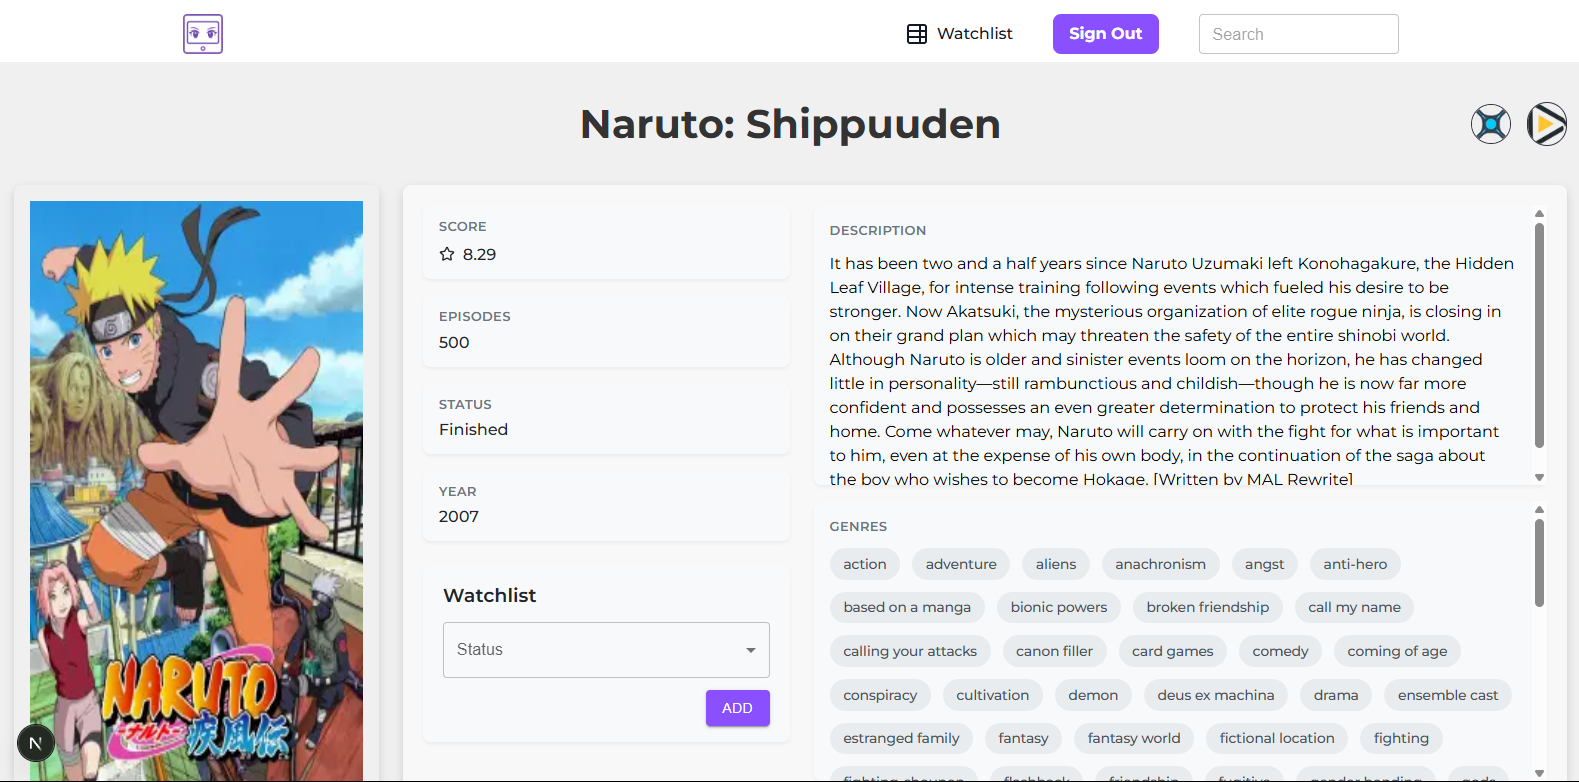 Watchlist
Sign Out
Search
Naruto: Shippuuden
SCORE
8.29
EPISODES
500
STATUS
Finished
YEAR
2007
Watchlist
Status
ADD
DESCRIPTION
It has been two and a half years since Naruto Uzumaki left Konohagakure, the Hidden
Leaf Village, for intense training following events which fueled his desire to be
stronger. Now Akatsuki, the mysterious organization of elite rogue ninja, is closing in
on their grand plan which may threaten the safety of the entire shinobi world.
Although Naruto is older and sinister events loom on the horizon, he has changed
little in personality—still rambunctious and childish—though he is now far more
confident and possesses an even greater determination to protect his friends and
home. Come whatever may, Naruto will carry on with the fight for what is important
to him, even at the expense of his own body, in the continuation of the saga about
the boy who wishes to become Hokage. [Written by MAL Rewrite]
GENRES
action adventure aliens anachronism angst anti-hero
based on a manga bionic powers broken friendship call my name
calling your attacks canon filler card games comedy coming of age
conspiracy cultivation demon deus ex machina drama ensemble cast
estranged family fantasy fantasy world fictional location fighting
fighting-shounen flashback friendship fugitive gender bending gods
NARUTO
ーナルトー
疾風伝
N